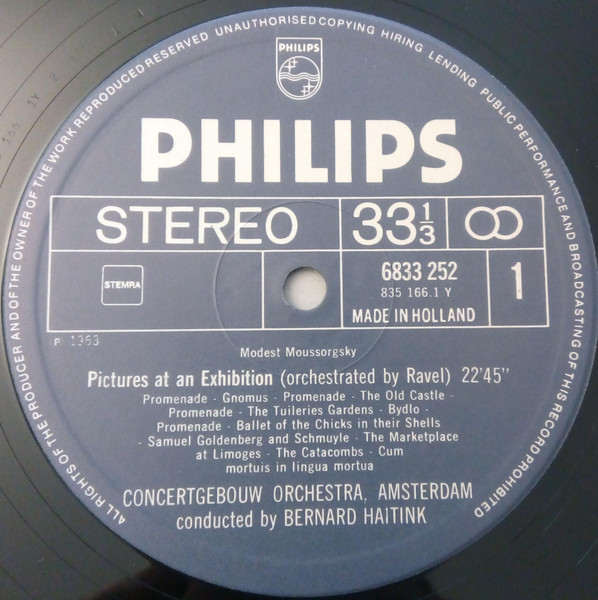 ALL RIGHTS OF THE PRODUCER AND OF THE OWNER OF THE WORK REPRODUCED RESERVED UNAUTHORISED COPYING HIRING LENDING PUBLIC PERFORMANCE AND BROADCASTING OF THIS RECORD PROHIBITED
PHILIPS
PHILIPS
STEREO 33 1/3
STEMRA 6833 252 1
835 166.1 Y
MADE IN HOLLAND
P 1963
Modest Moussorgsky
Pictures at an Exhibition (orchestrated by Ravel) 22'45''
Promenade - Gnomus - Promenade - The Old Castle -
Promenade - The Tuileries Gardens - Bydlo -
Promenade - Ballet of the Chicks in their Shells
- Samuel Goldenberg and Schmuyle - The Marketplace
at Limoges - The Catacombs - Cum
mortuis in lingua mortua
CONCERTGEBOUW ORCHESTRA, AMSTERDAM
conducted by BERNARD HAITINK